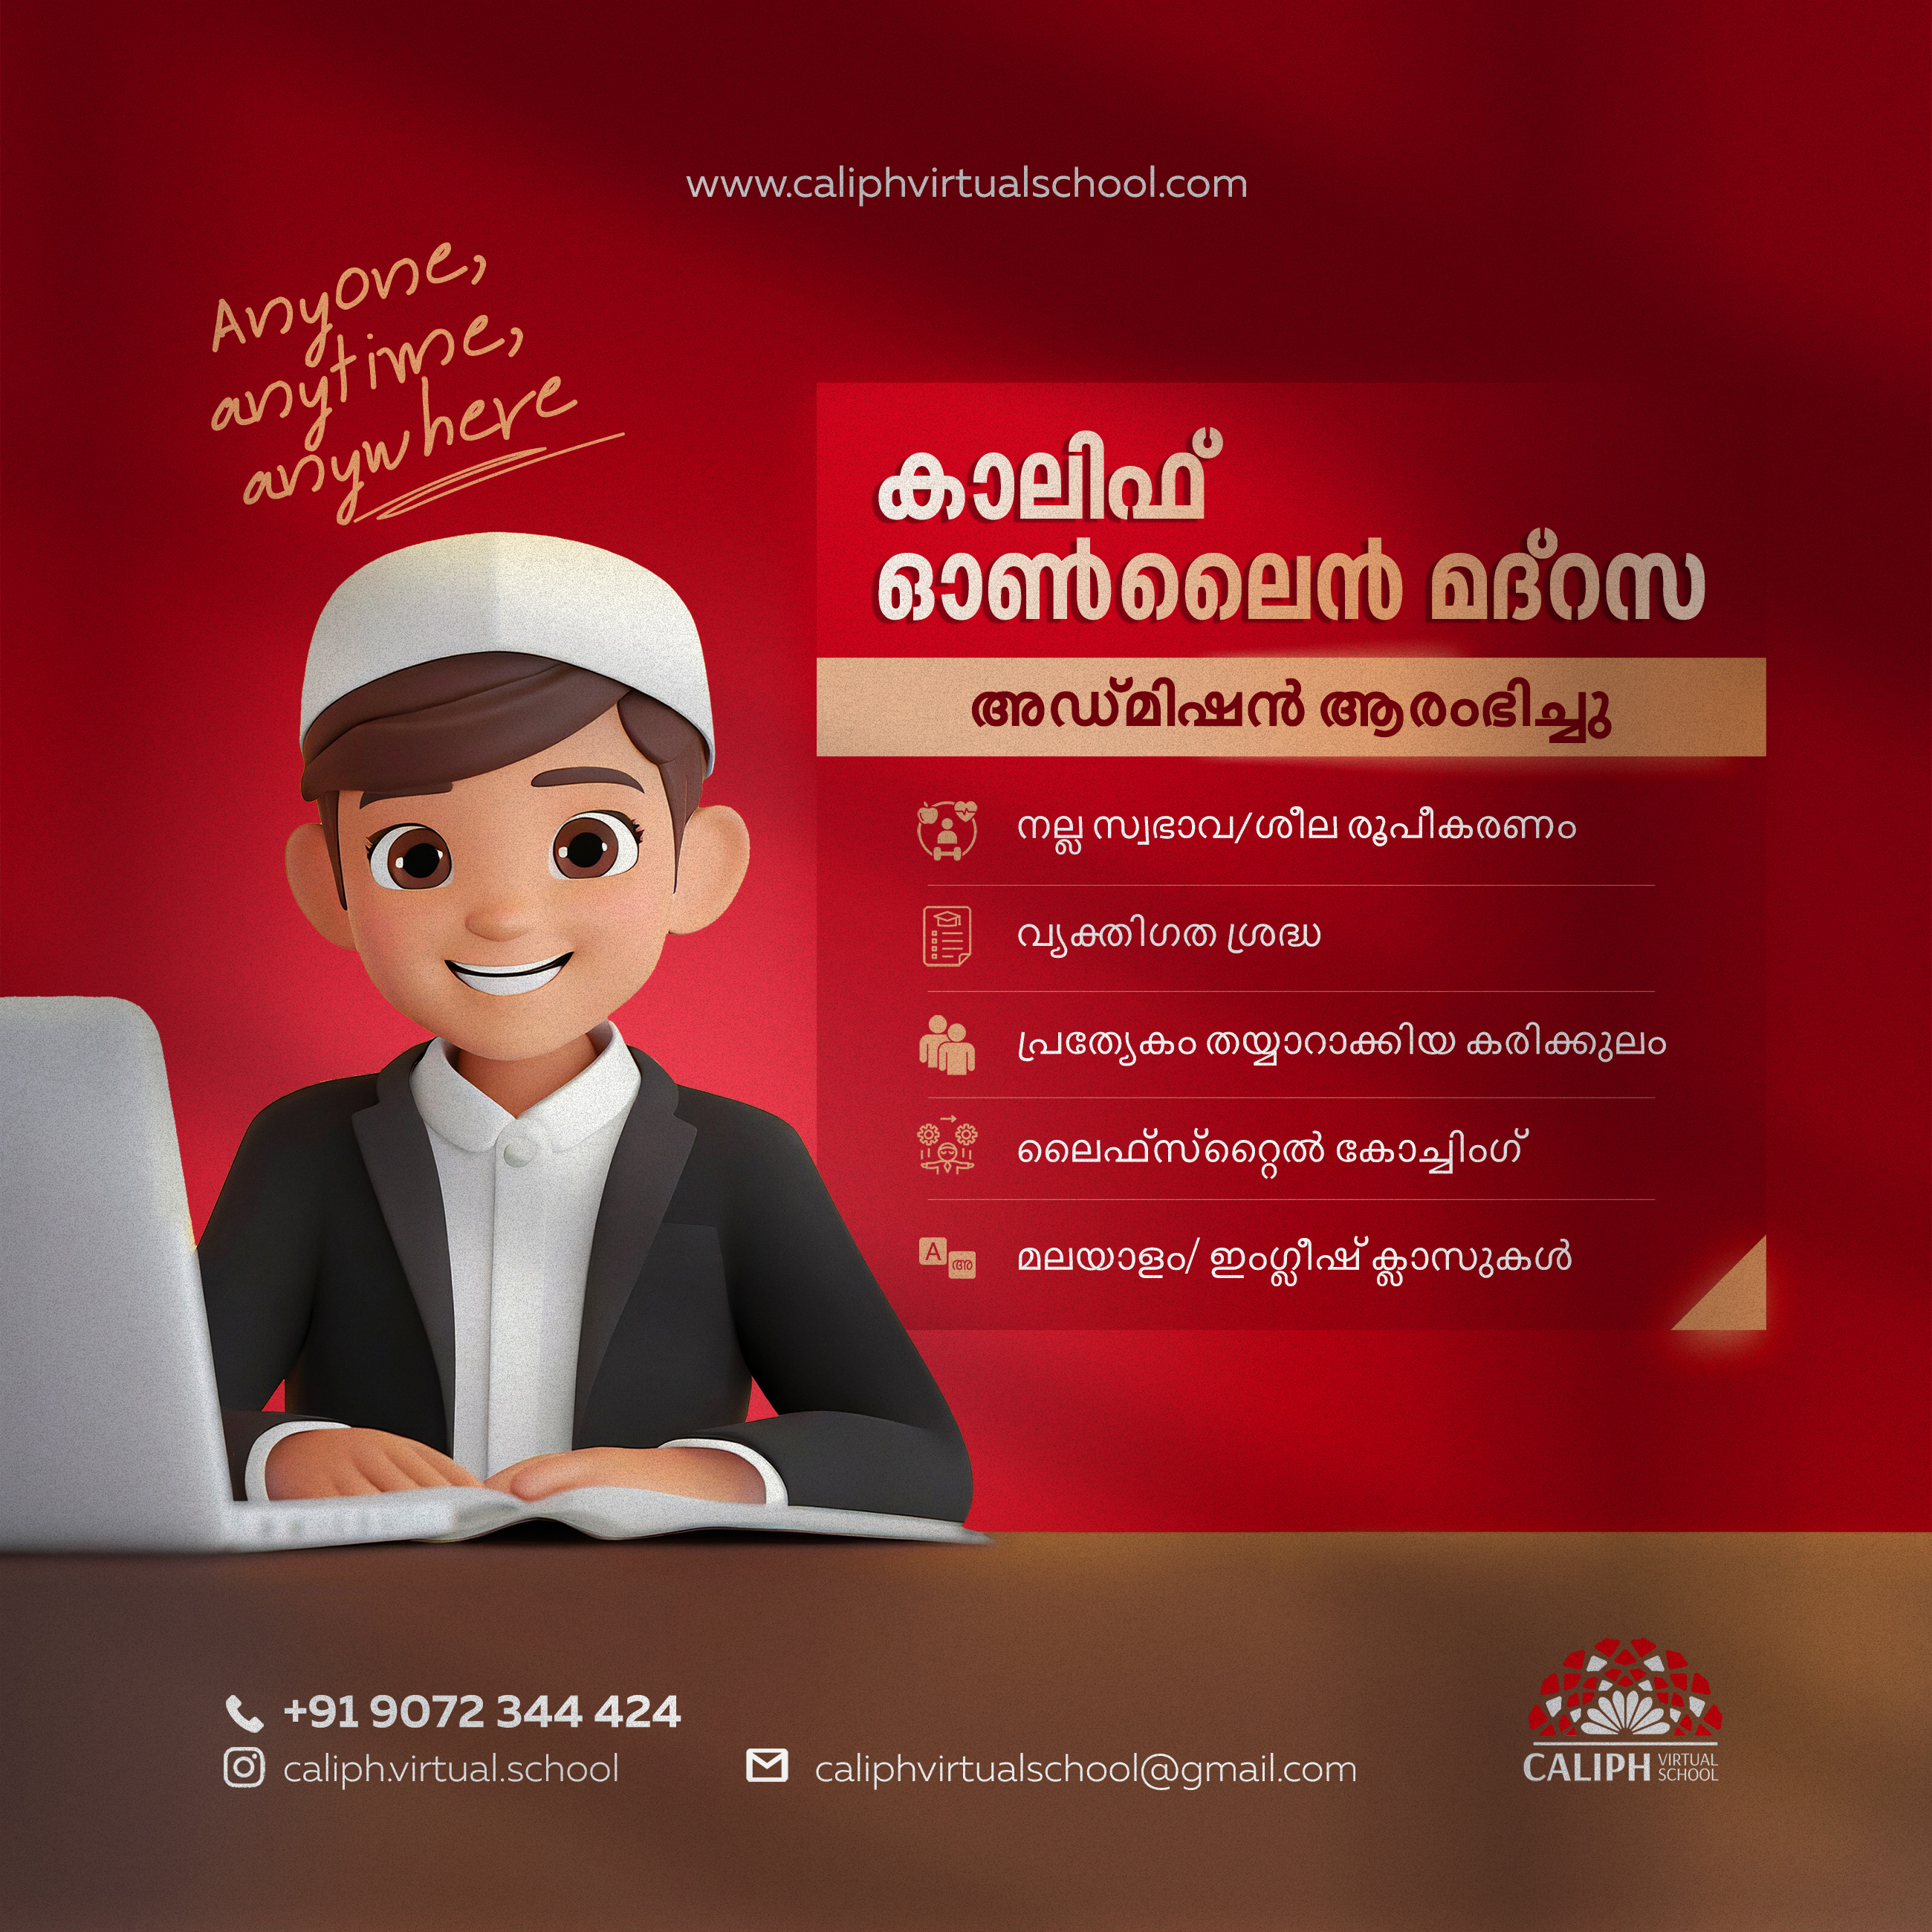 www.caliphvirtualschool.com
Anyone,
anytime,
anywhere
കാലിഫ്
ഓൺലൈൻ മദ്റസ
അഡ്മിഷൻ ആരംഭിച്ചു
നല്ല സ്വഭാവ/ശീല രൂപീകരണം
വ്യക്തിഗത ശ്രദ്ധ
പ്രത്യേകം തയ്യാറാക്കിയ കരിക്കുലം
ലൈഫ്സ്റ്റൈൽ കോച്ചിംഗ്
A അ
മലയാളം/ ഇംഗ്ലീഷ് ക്ലാസുകൾ
+91 9072 344 424
caliph.virtual.school
caliphvirtualschool@gmail.com
CALIPH VIRTUAL
SCHOOL